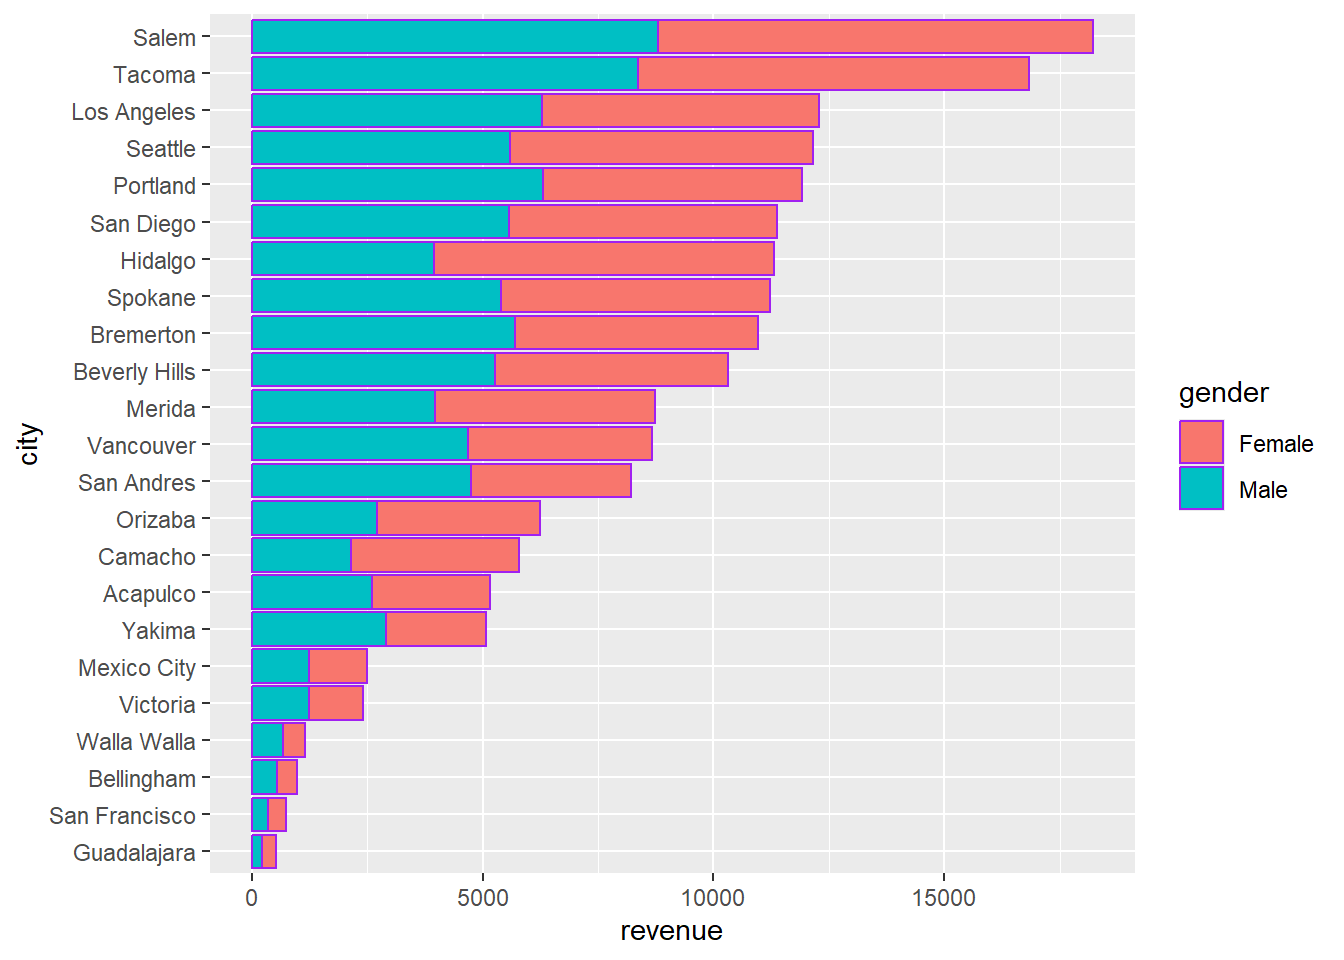 city
Salem
Tacoma
Los Angeles
Seattle
Portland
San Diego
Hidalgo
Spokane
Bremerton
Beverly Hills
Merida
Vancouver
San Andres
Orizaba
Camacho
Acapulco
Yakima
Mexico City
Victoria
Walla Walla
Bellingham
San Francisco
Guadalajara
0 5000 10000 15000
revenue
gender
Female
Male